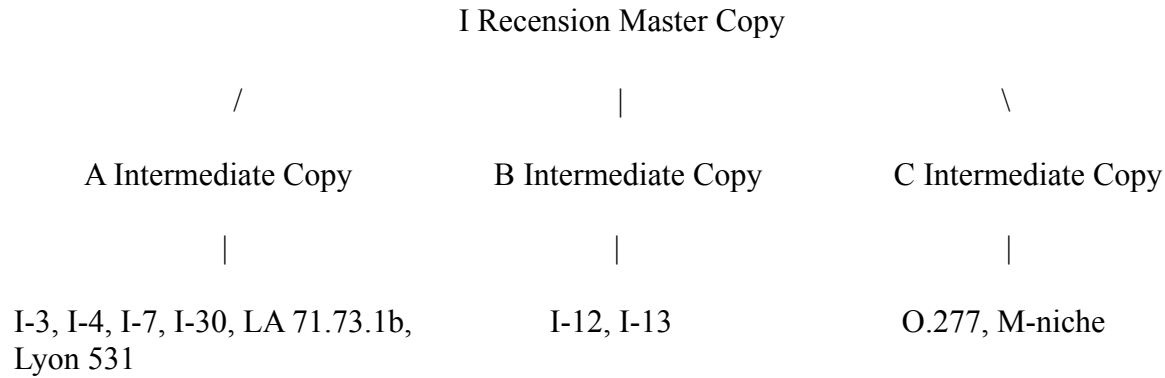 I Recension Master Copy
/ | \
A Intermediate Copy B Intermediate Copy C Intermediate Copy
| | |
I-3, I-4, I-7, I-30, LA 71.73.1b, I-12, I-13 O.277, M-niche
Lyon 531